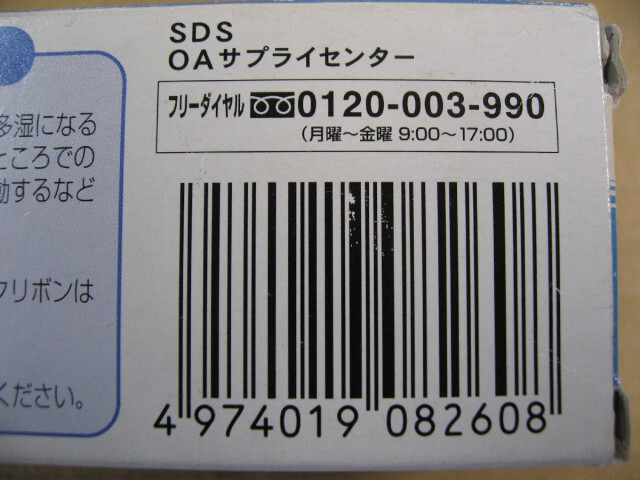 SDS
OAサプライセンター
フリーダイヤル 0120-003-990
（月曜～金曜 9:00～17:00）
多湿になる
ところでの
動するなど
クリボンは
ください。
4 974019 082608